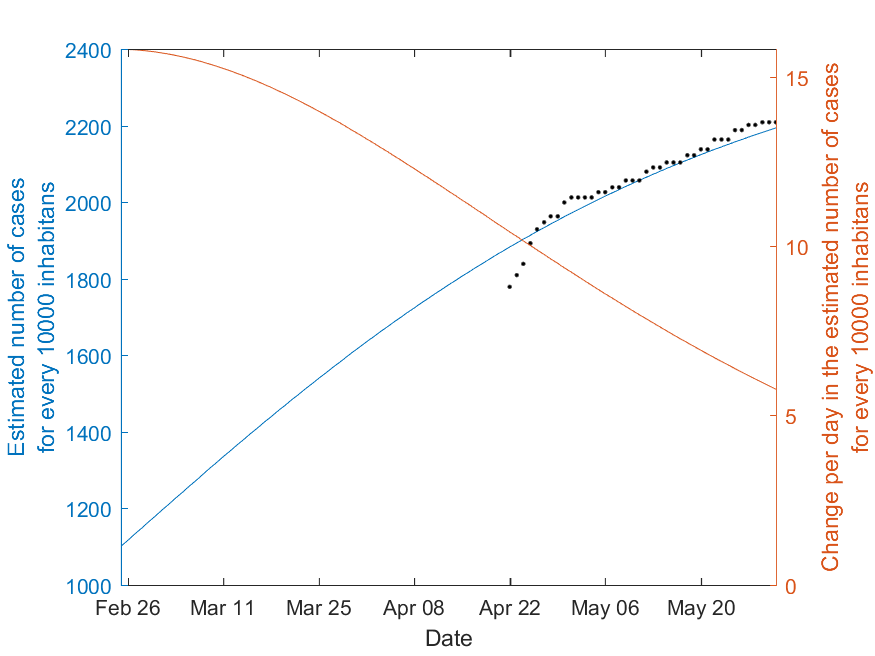 2400
2200
2000
1800
1600
1400
1200
1000
Estimated number of cases
for every 10000 inhabitans
15
10
5
0
Change per day in the estimated number of cases
for every 10000 inhabitans
Feb 26 Mar 11 Mar 25 Apr 08 Apr 22 May 06 May 20
Date